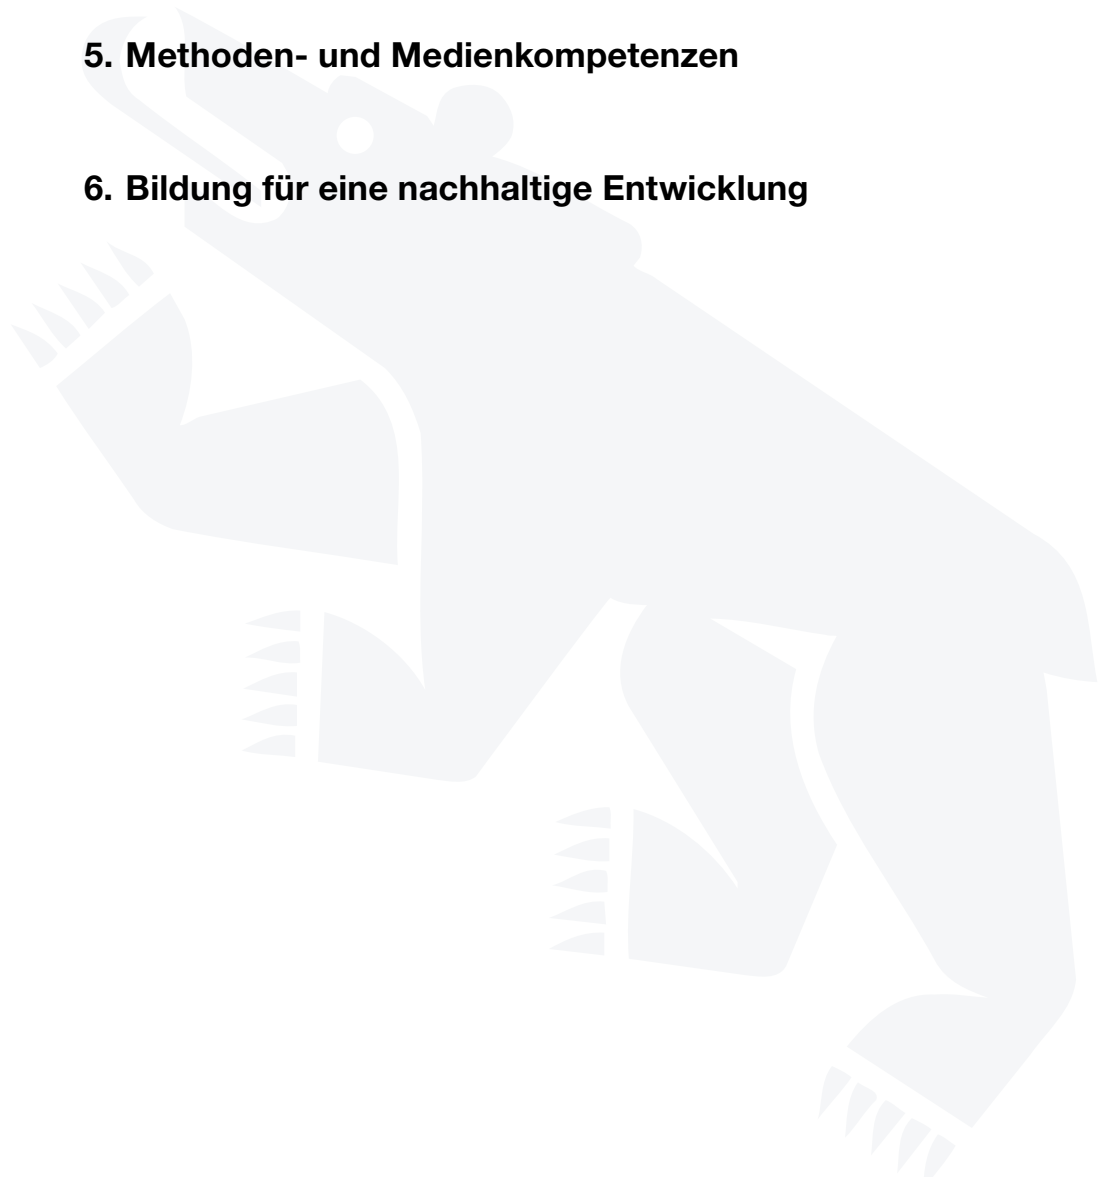 5. Methoden- und Medienkompetenzen
6. Bildung für eine nachhaltige Entwicklung